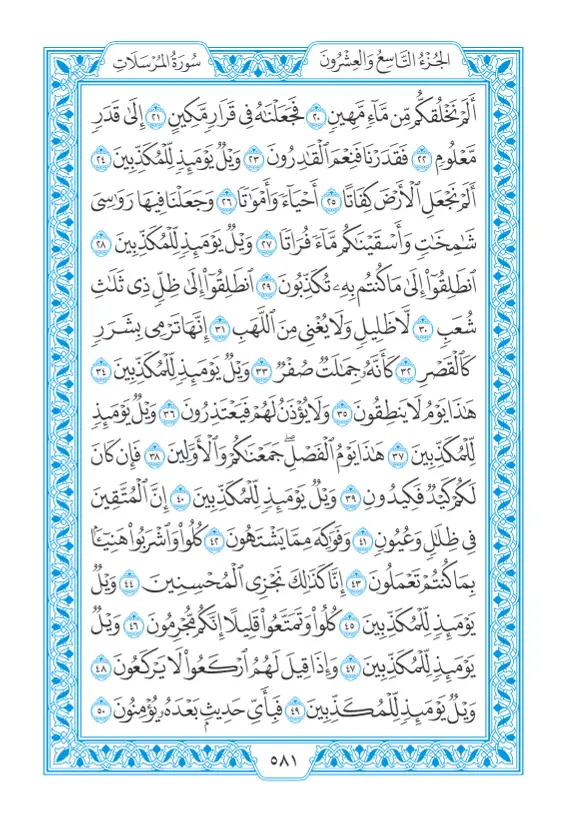 الجُزْءُ التَّاسِعُ وَالعِشْرُونَ
سُورَةُ المُرْسَلَاتِ
أَلَمْ نَخْلُقكُّم مِّن مَّآءٍ مَّهِينٍ ٢٠ فَجَعَلْنَٰهُ فِى قَرَارٍ مَّكِينٍ ٢١ إِلَىٰ قَدَرٍ
مَّعْلُومٍ ٢٢ فَقَدَرْنَا فَنِعْمَ ٱلْقَٰدِرُونَ ٢٣ وَيْلٌ يَوْمَئِذٍ لِّلْمُكَذِّبِينَ ٢٤
أَلَمْ نَجْعَلِ ٱلْأَرْضَ كِفَاتًا ٢٥ أَحْيَآءً وَأَمْوَٰتًا ٢٦ وَجَعَلْنَا فِيهَا رَوَٰسِىَ
شَٰمِخَٰتٍ وَأَسْقَيْنَٰكُم مَّآءً فُرَاتًا ٢٧ وَيْلٌ يَوْمَئِذٍ لِّلْمُكَذِّبِينَ ٢٨
ٱنطَلِقُوٓا۟ إِلَىٰ مَا كُنتُم بِهِۦ تُكَذِّبُونَ ٢٩ ٱنطَلِقُوٓا۟ إِلَىٰ ظِلٍّ ذِى ثَلَٰثِ
شُعَبٍ ٣٠ لَّا ظَلِيلٍ وَلَا يُغْنِى مِنَ ٱللَّهَبِ ٣١ إِنَّهَا تَرْمِى بِشَرَرٍ
كَٱلْقَصْرِ ٣٢ كَأَنَّهُۥ جِمَٰلَتٌ صُفْرٌ ٣٣ وَيْلٌ يَوْمَئِذٍ لِّلْمُكَذِّبِينَ ٣٤
هَٰذَا يَوْمُ لَا يَنطِقُونَ ٣٥ وَلَا يُؤْذَنُ لَهُمْ فَيَعْتَذِرُونَ ٣٦ وَيْلٌ يَوْمَئِذٍ
لِّلْمُكَذِّبِينَ ٣٧ هَٰذَا يَوْمُ ٱلْفَصْلِ ۖ جَمَعْنَٰكُمْ وَٱلْأَوَّلِينَ ٣٨ فَإِن كَانَ
لَكُمْ كَيْدٌ فَكِيدُونِ ٣٩ وَيْلٌ يَوْمَئِذٍ لِّلْمُكَذِّبِينَ ٤٠ إِنَّ ٱلْمُتَّقِينَ
فِى ظِلَٰلٍ وَعُيُونٍ ٤١ وَفَوَٰكِهَ مِمَّا يَشْتَهُونَ ٤٢ كُلُوا۟ وَٱشْرَبُوا۟ هَنِيٓـًٔۢا
بِمَا كُنتُمْ تَعْمَلُونَ ٤٣ إِنَّا كَذَٰلِكَ نَجْزِى ٱلْمُحْسِنِينَ ٤٤ وَيْلٌ
يَوْمَئِذٍ لِّلْمُكَذِّبِينَ ٤٥ كُلُوا۟ وَتَمَتَّعُوا۟ قَلِيلًا إِنَّكُم مُّجْرِمُونَ ٤٦ وَيْلٌ
يَوْمَئِذٍ لِّلْمُكَذِّبِينَ ٤٧ وَإِذَا قِيلَ لَهُمُ ٱرْكَعُوا۟ لَا يَرْكَعُونَ ٤٨
وَيْلٌ يَوْمَئِذٍ لِّلْمُكَذِّبِينَ ٤٩ فَبِأَىِّ حَدِيثٍۭ بَعْدَهُۥ يُؤْمِنُونَ ٥٠
٥٨١